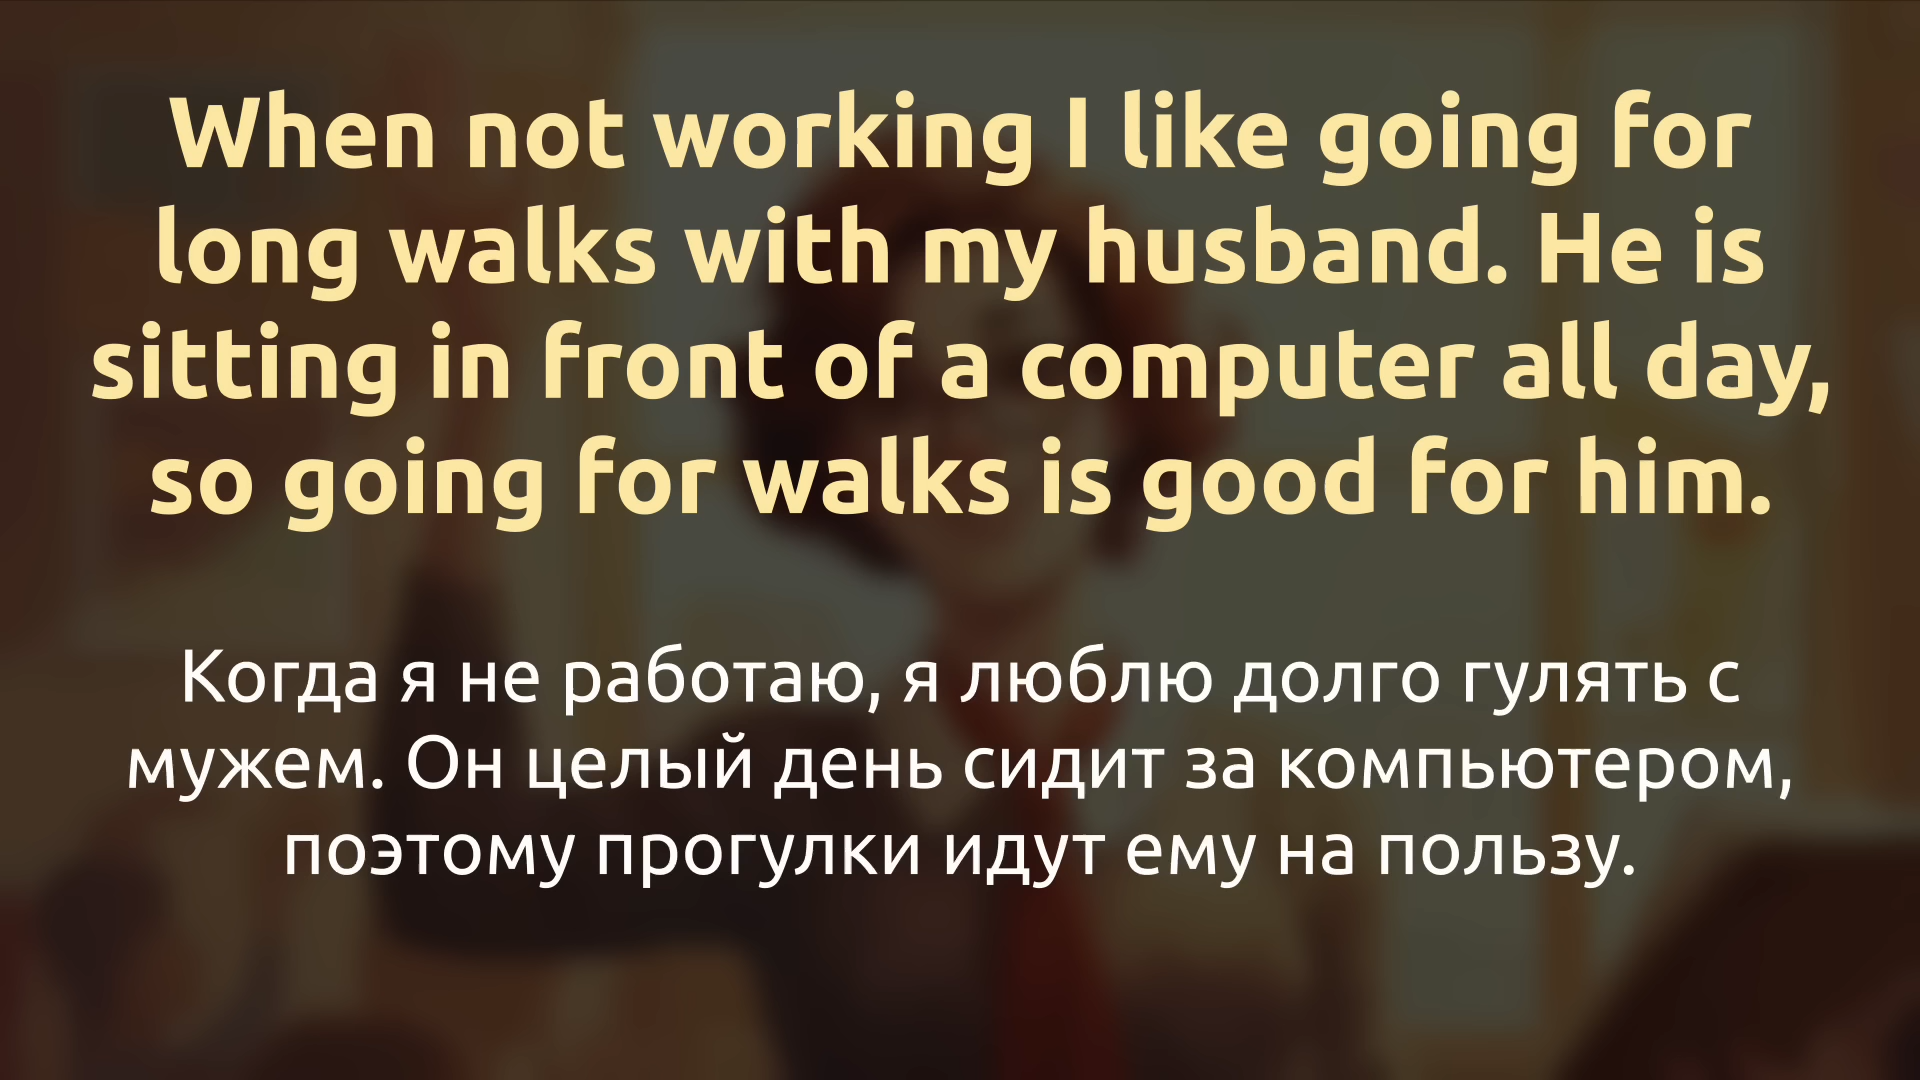 When not working I like going for
long walks with my husband. He is
sitting in front of a computer all day,
so going for walks is good for him.
Когда я не работаю, я люблю долго гулять с
мужем. Он целый день сидит за компьютером,
поэтому прогулки идут ему на пользу.